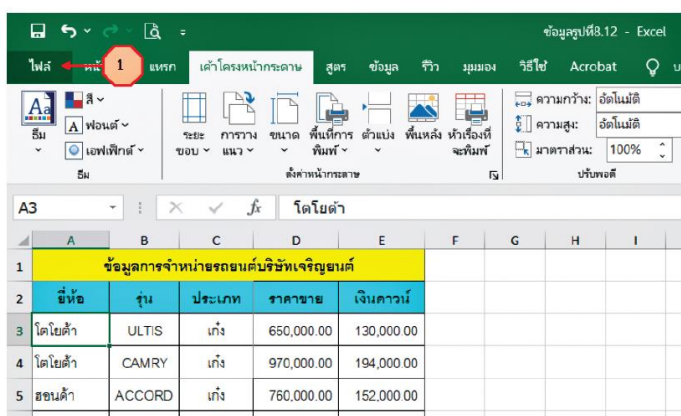 ข้อมูลรูปที่8.12 - Excel
ไฟล์ 1 แทรก เค้าโครงหน้ากระดาษ สูตร ข้อมูล รีวิว มุมมอง วิธีใช้ Acrobat
Aa สี ความกว้าง: อัตโนมัติ
A ฟอนต์ ความสูง: อัตโนมัติ
ธีม เอฟเฟ็กต์ ระยะขอบ การวางแนว ขนาด พื้นที่การพิมพ์ ตัวแบ่ง พื้นหลัง หัวเรื่องที่จะพิมพ์ มาตราส่วน: 100%
ธีม ตั้งค่าหน้ากระดาษ ปรับพอดี
A3 fx โตโยต้า
A B C D E F G H I
1 ข้อมูลการจำหน่ายรถยนต์บริษัทเจริญยนต์
2 ยี่ห้อ รุ่น ประเภท ราคาขาย เงินดาวน์
3 โตโยต้า ULTIS เก๋ง 650,000.00 130,000.00
4 โตโยต้า CAMRY เก๋ง 970,000.00 194,000.00
5 ฮอนด้า ACCORD เก๋ง 760,000.00 152,000.00